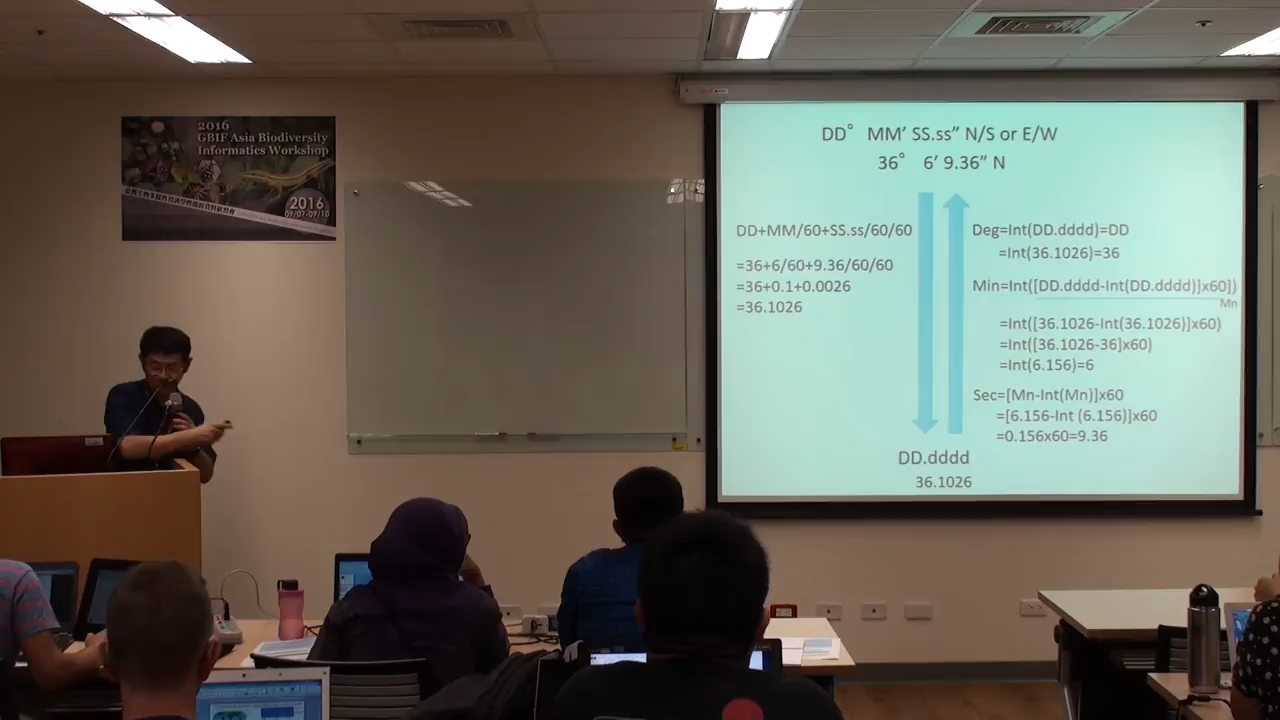 2016
GBIF Asia Biodiversity
Informatics Workshop
2016
09/07-09/10
DD° MM' SS.ss" N/S or E/W
36° 6' 9.36" N
DD+MM/60+SS.ss/60/60
=36+6/60+9.36/60/60
=36+0.1+0.0026
=36.1026
Deg=Int(DD.dddd)=DD
=Int(36.1026)=36
Min=Int([DD.dddd-Int(DD.dddd)]x60])
Mn
=Int([36.1026-Int(36.1026)]x60)
=Int([36.1026-36]x60)
=Int(6.156)=6
Sec=[Mn-Int(Mn)]x60
=[6.156-Int (6.156)]x60
=0.156x60=9.36
DD.dddd
36.1026